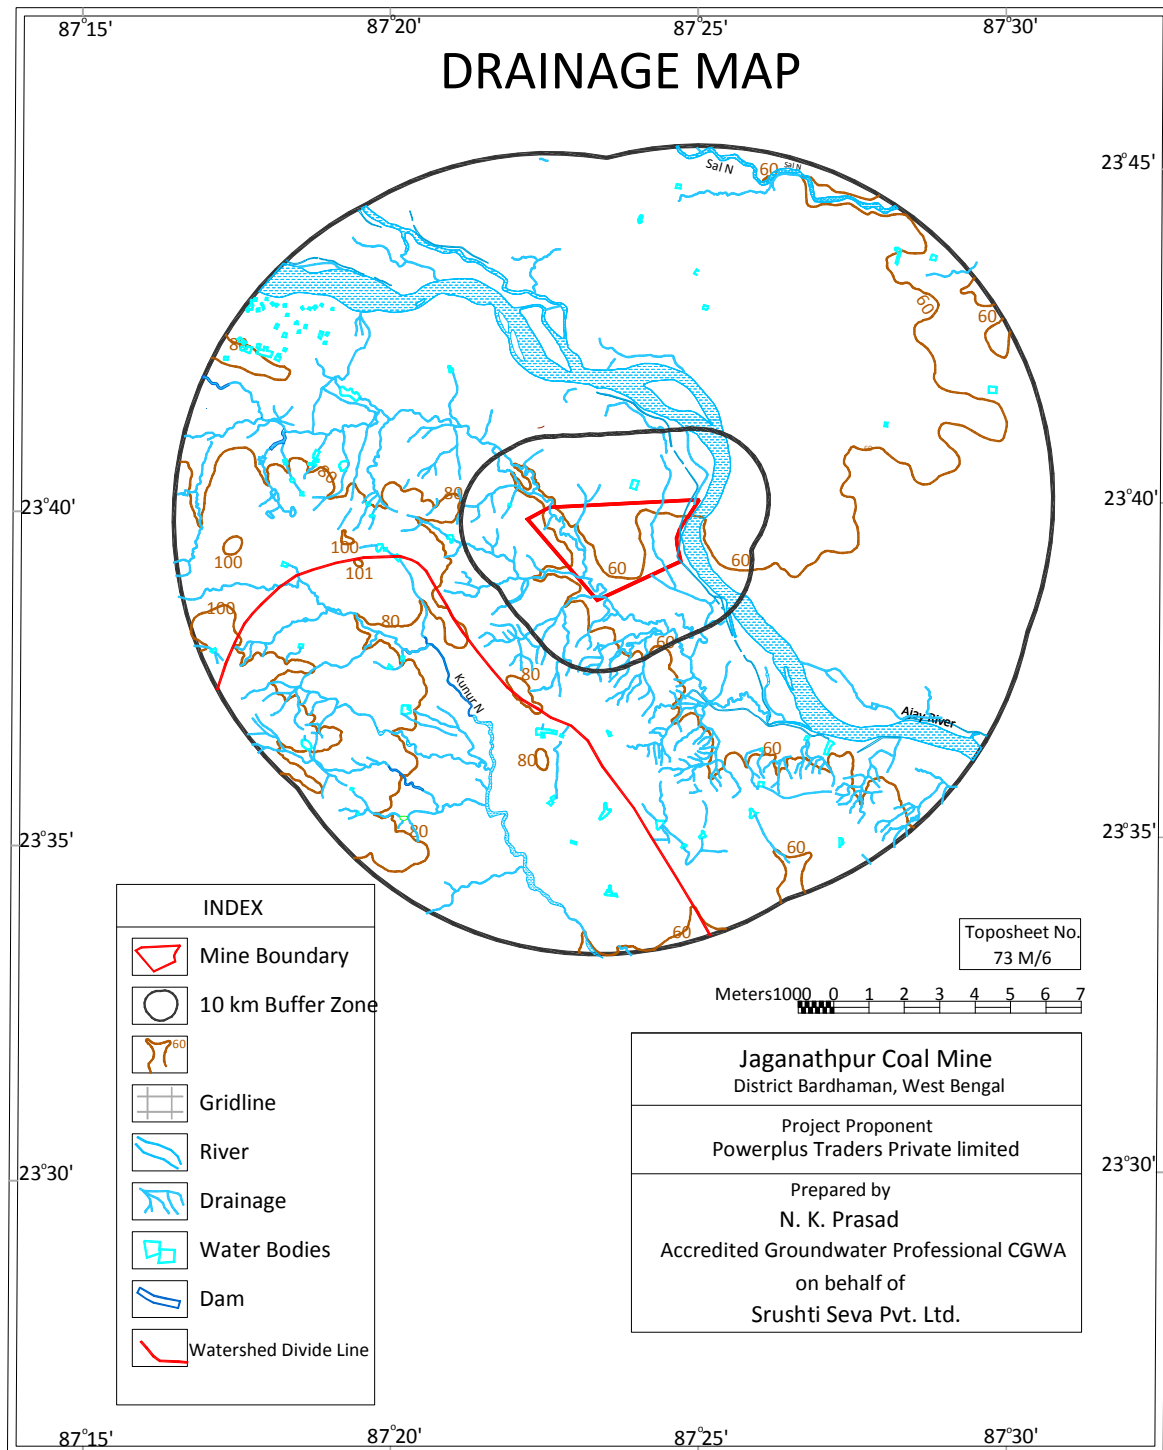 87°15' 87°20' 87°25' 87°30'
DRAINAGE MAP
23°45' 
Sal N
Sal N
60
60
60
80
88
80
23°40'
23°40'
100
100
101
60
60
100
80
60
80
Kunur N
Ajay River
80
60
23°35'
23°35'
80
60
60
INDEX
Mine Boundary
10 km Buffer Zone
60
Gridline
River
Drainage
Water Bodies
Dam
Watershed Divide Line
Toposheet No.
73 M/6
Meters1000 0 1 2 3 4 5 6 7
Jaganathpur Coal Mine
District Bardhaman, West Bengal
Project Proponent
Powerplus Traders Private limited
Prepared by
N. K. Prasad
Accredited Groundwater Professional CGWA
on behalf of
Srushti Seva Pvt. Ltd.
23°30'
23°30'
87°15' 87°20' 87°25' 87°30'